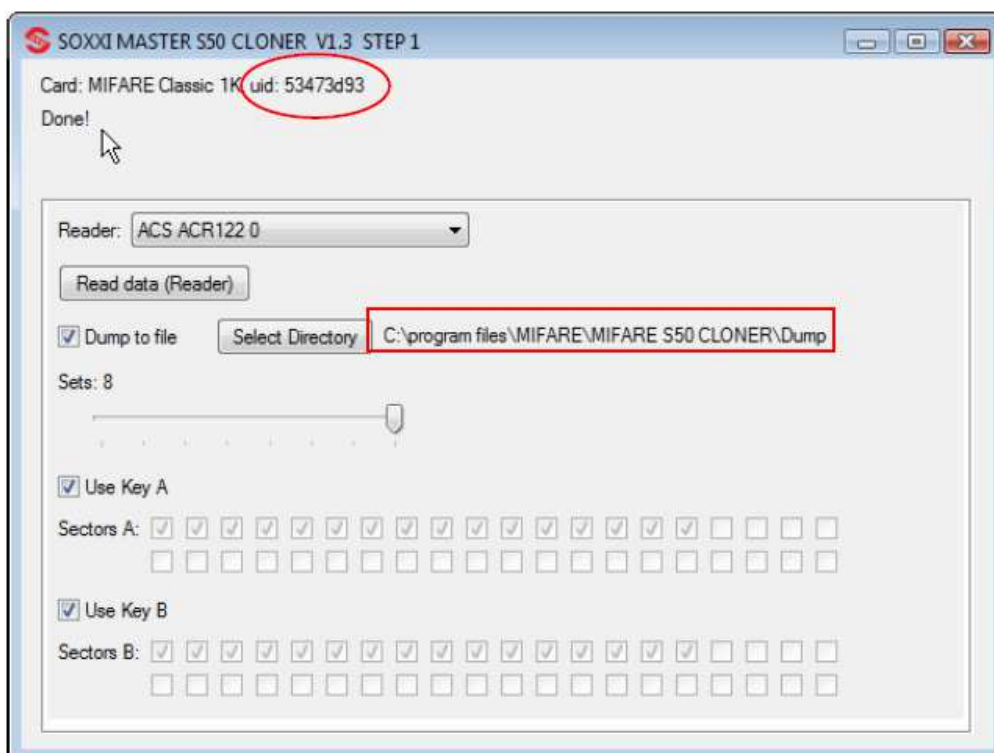 SOXXI MASTER S50 CLONER V1.3 STEP 1
Card: MIFARE Classic 1K uid: 53473d93
Done!
Reader: ACS ACR122 0
Read data (Reader)
Dump to file Select Directory C:\program files\MIFARE\MIFARE S50 CLONER\Dump
Sets: 8
Use Key A
Sectors A:
Use Key B
Sectors B: